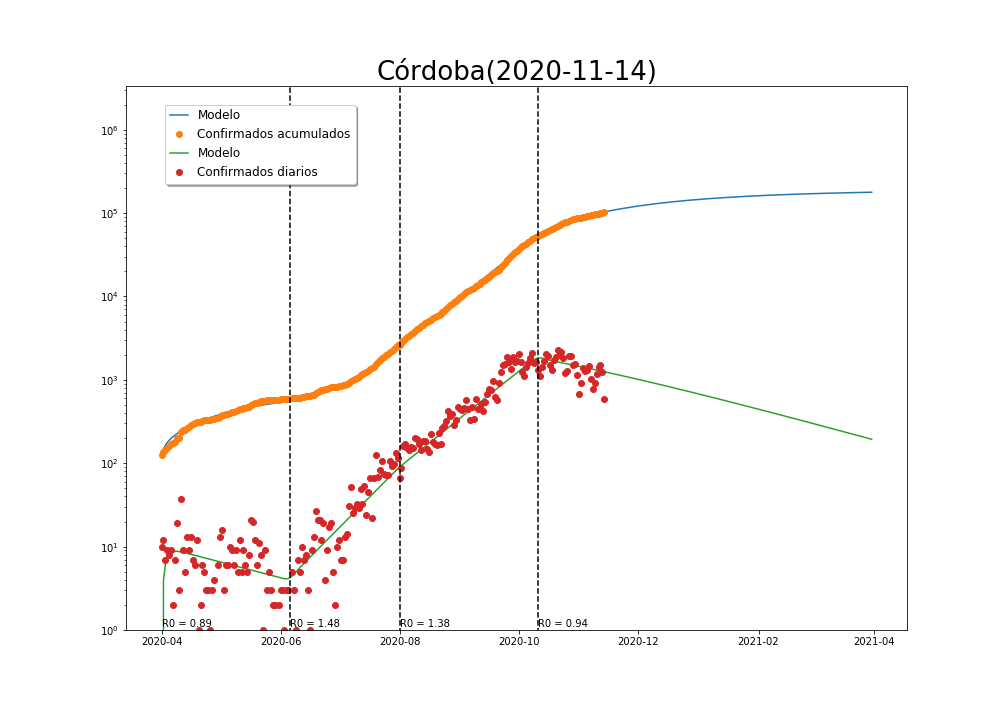 Córdoba(2020-11-14)
Modelo
Confirmados acumulados
Modelo
Confirmados diarios
10⁶
10⁵
10⁴
10³
10²
10¹
10⁰
R0 = 0.89 R0 = 1.48 R0 = 1.38 R0 = 0.94
2020-04 2020-06 2020-08 2020-10 2020-12 2021-02 2021-04